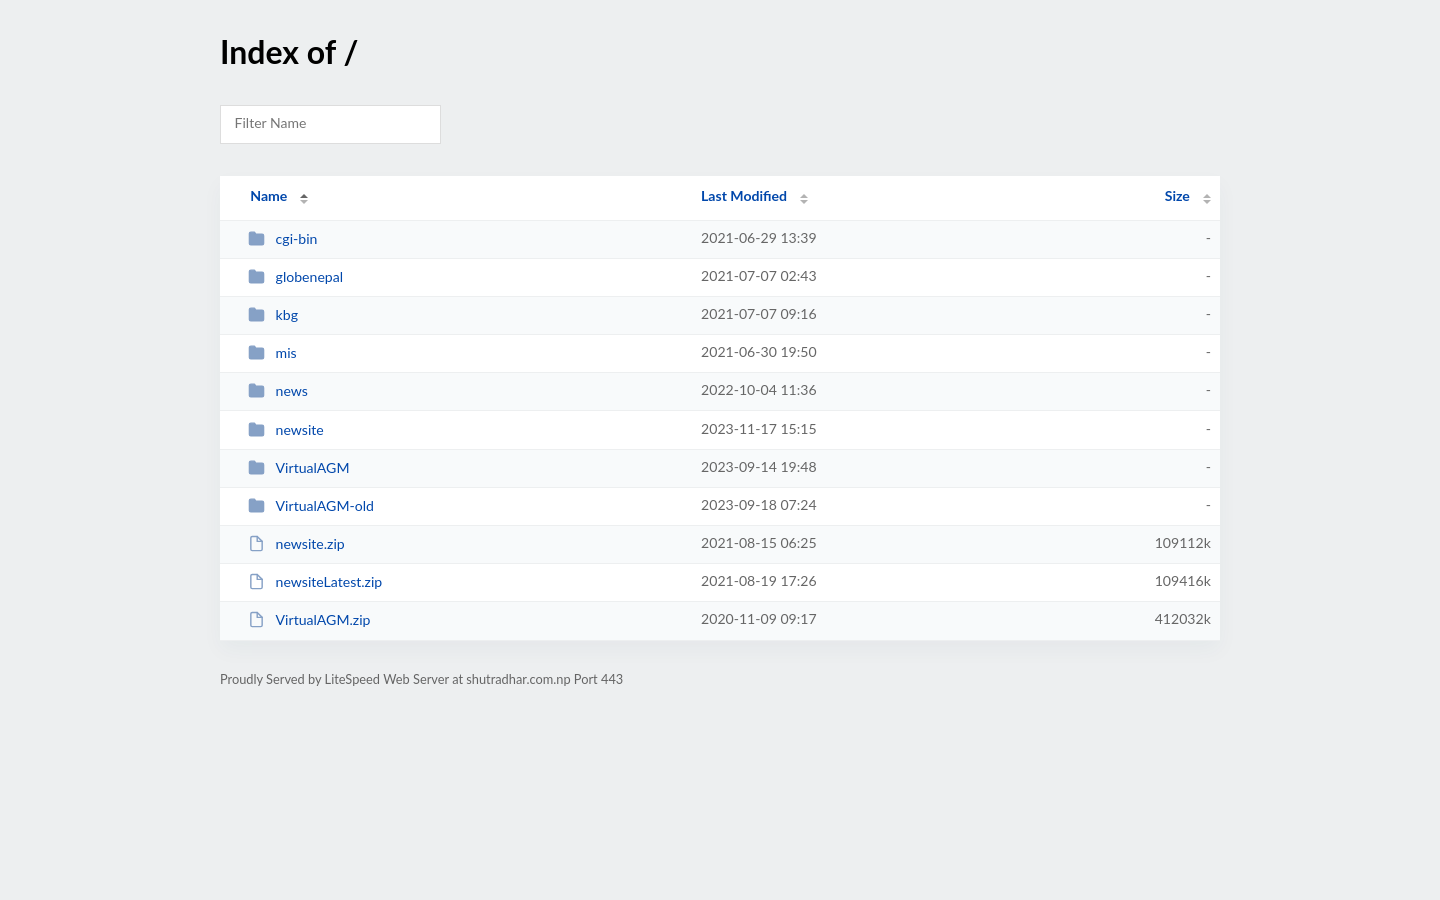 Index of /
Filter Name
Name Last Modified Size
cgi-bin 2021-06-29 13:39 -
globenepal 2021-07-07 02:43 -
kbg 2021-07-07 09:16 -
mis 2021-06-30 19:50 -
news 2022-10-04 11:36 -
newsite 2023-11-17 15:15 -
VirtualAGM 2023-09-14 19:48 -
VirtualAGM-old 2023-09-18 07:24 -
newsite.zip 2021-08-15 06:25 109112k
newsiteLatest.zip 2021-08-19 17:26 109416k
VirtualAGM.zip 2020-11-09 09:17 412032k
Proudly Served by LiteSpeed Web Server at shutradhar.com.np Port 443